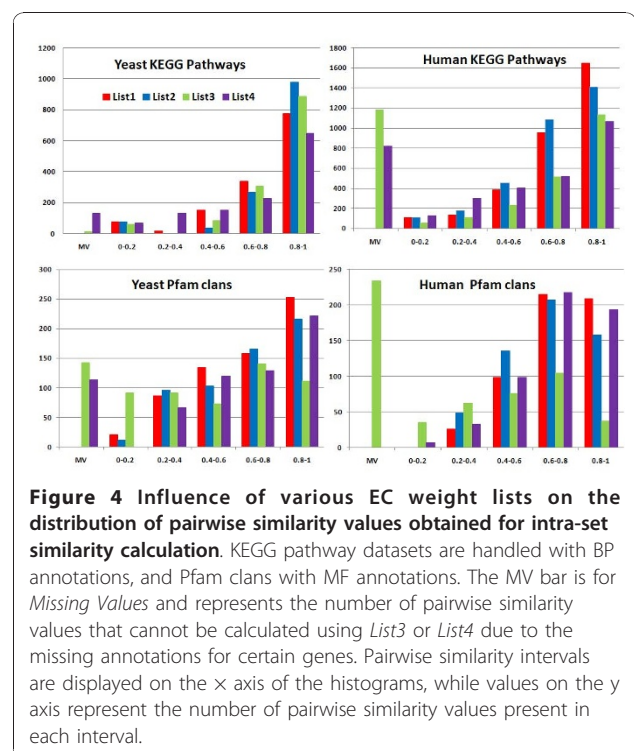 Yeast KEGG Pathways
List1 List2 List3 List4
1200
1000
800
600
400
200
0
MV 0-0.2 0.2-0.4 0.4-0.6 0.6-0.8 0.8-1
Human KEGG Pathways
1800
1600
1400
1200
1000
800
600
400
200
0
MV 0-0.2 0.2-0.4 0.4-0.6 0.6-0.8 0.8-1
Yeast Pfam clans
300
250
200
150
100
50
0
MV 0-0.2 0.2-0.4 0.4-0.6 0.6-0.8 0.8-1
Human Pfam clans
250
200
150
100
50
0
MV 0-0.2 0.2-0.4 0.4-0.6 0.6-0.8 0.8-1
Figure 4 Influence of various EC weight lists on the
distribution of pairwise similarity values obtained for intra-set
similarity calculation. KEGG pathway datasets are handled with BP
annotations, and Pfam clans with MF annotations. The MV bar is for
Missing Values and represents the number of pairwise similarity
values that cannot be calculated using List3 or List4 due to the
missing annotations for certain genes. Pairwise similarity intervals
are displayed on the × axis of the histograms, while values on the y
axis represent the number of pairwise similarity values present in
each interval.